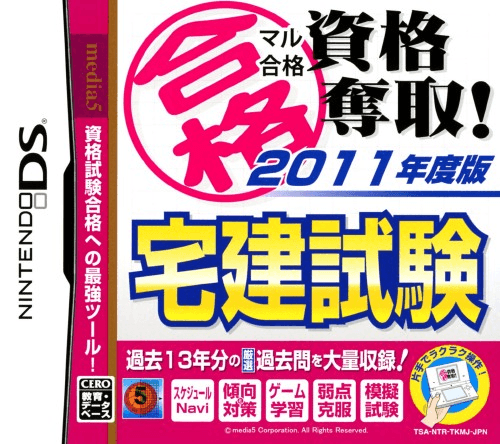 NINTENDO DS
media5
資格試験合格への最強ツール!
CERO
教育・
データベース
合格
マル
合格
資格
奪取!
2011年度版
宅建試験
過去13年分の厳選過去問を大量収録!
5
スケジュール
Navi
傾向
対策
ゲーム
学習
弱点
克服
模擬
試験
片手でラクラク操作!
TSA-NTR-TKMJ-JPN
© media5 Corporation. All Rights Reserved.